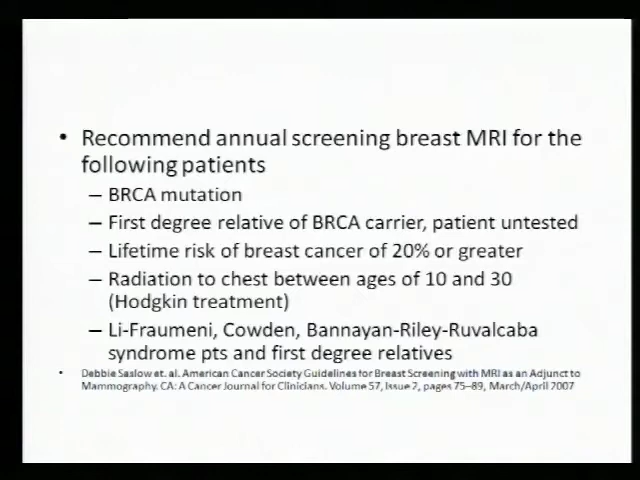 • Recommend annual screening breast MRI for the
following patients
– BRCA mutation
– First degree relative of BRCA carrier, patient untested
– Lifetime risk of breast cancer of 20% or greater
– Radiation to chest between ages of 10 and 30
(Hodgkin treatment)
– Li-Fraumeni, Cowden, Bannayan-Riley-Ruvalcaba
syndrome pts and first degree relatives
• Debbie Saslow et. al. American Cancer Society Guidelines for Breast Screening with MRI as an Adjunct to
Mammography. CA: A Cancer Journal for Clinicians. Volume 57, Issue 2, pages 75–89, March/April 2007